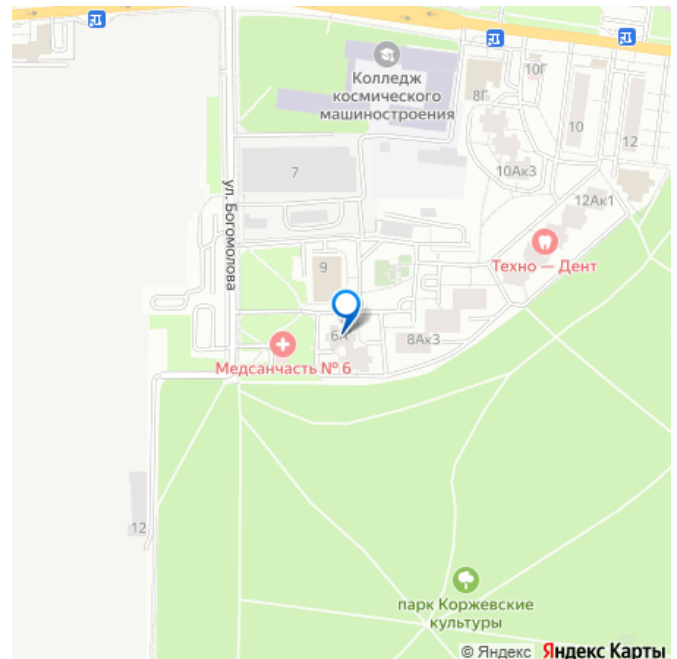 Колледж
космического
машиностроения
10Г
8Г
10
12
7
10Ак3
ул. Богомолова
12Ак1
Техно — Дент
9
6А
8Ак3
Медсанчасть № 6
12
парк Коржевские
культуры
© Яндекс Яндекс Карты